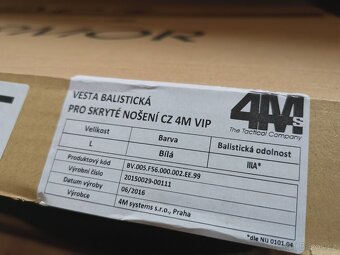 VESTA BALISTICKÁ
PRO SKRYTÉ NOŠENÍ CZ 4M VIP
4Ms
The Tactical Company
Velikost Barva Balistická odolnost
L Bílá IIIA*
Produktový kód BV.005.F56.000.002.EE.99
Výrobní číslo 20150029-00111
Datum výroby 06/2016
Výrobce 4M systems s.r.o., Praha
*dle NIJ 0101.04